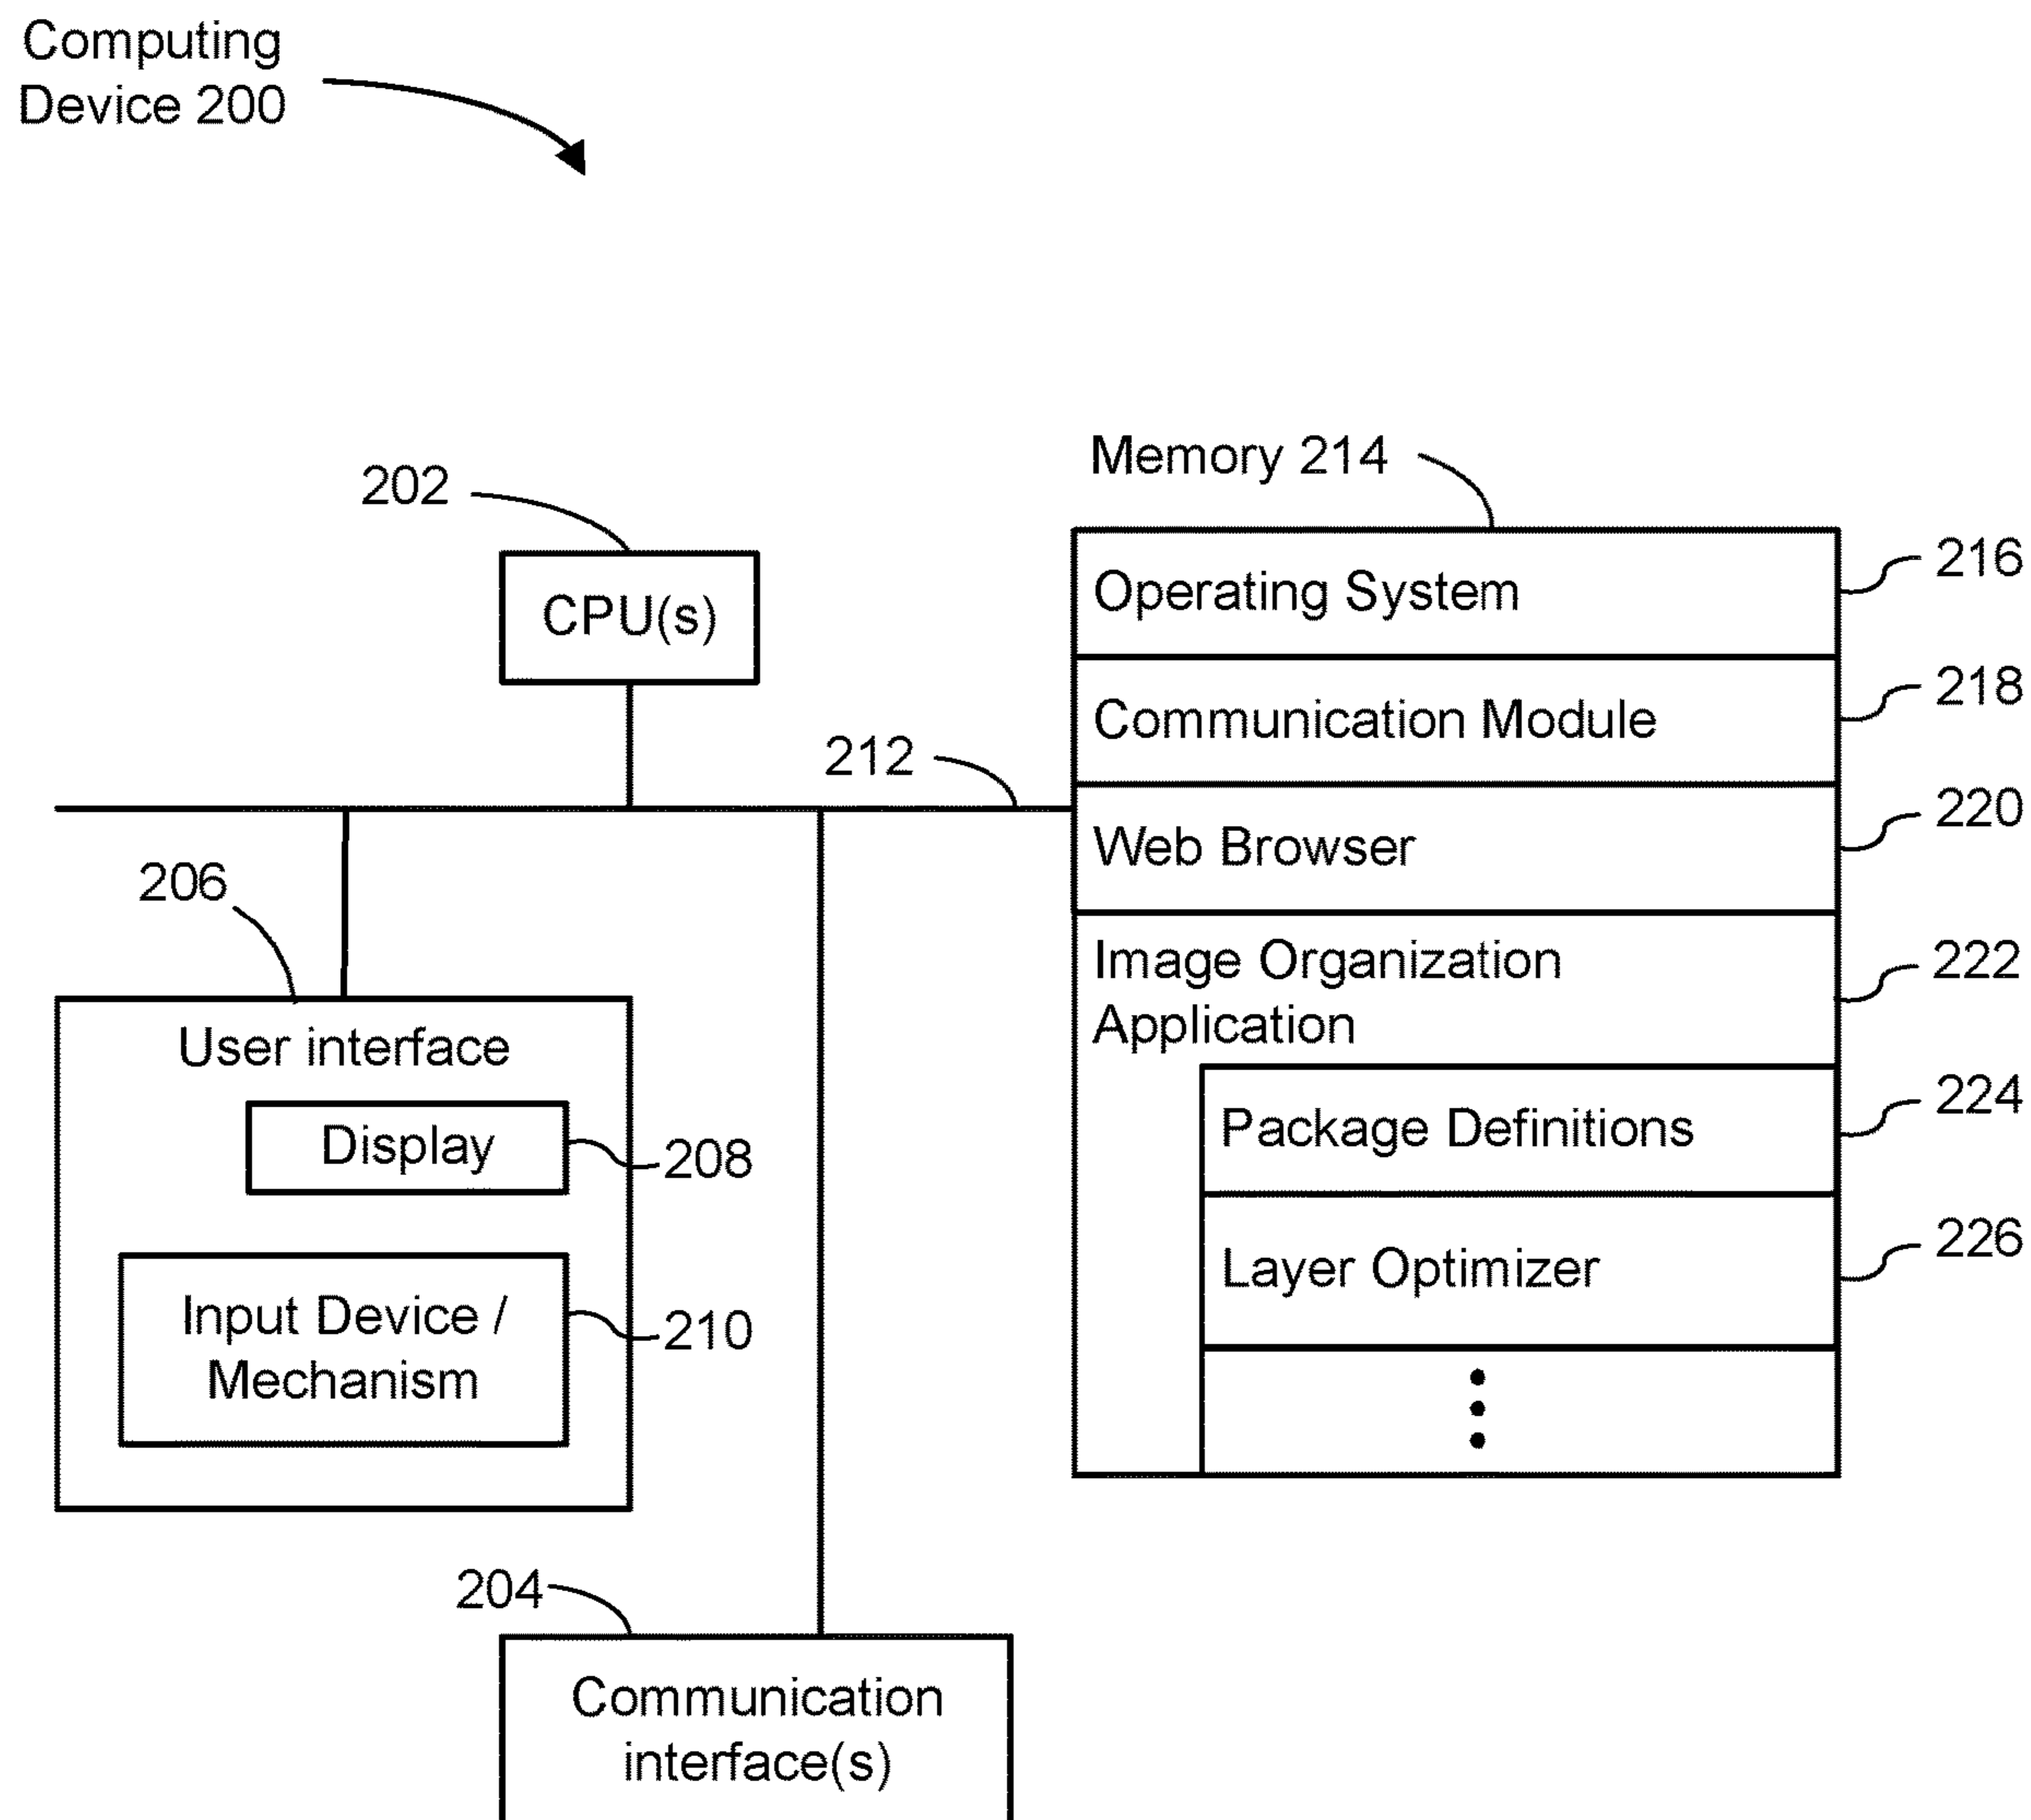 Computing
Device 200
Memory 214
202
216
Operating System
CPU(s)
218
Communication Module
212
220
Web Browser
206
222
Image Organization
Application
User interface
224
Package Definitions
Display
208
226
Layer Optimizer
Input Device /
Mechanism
210
204
Communication
interface(s)